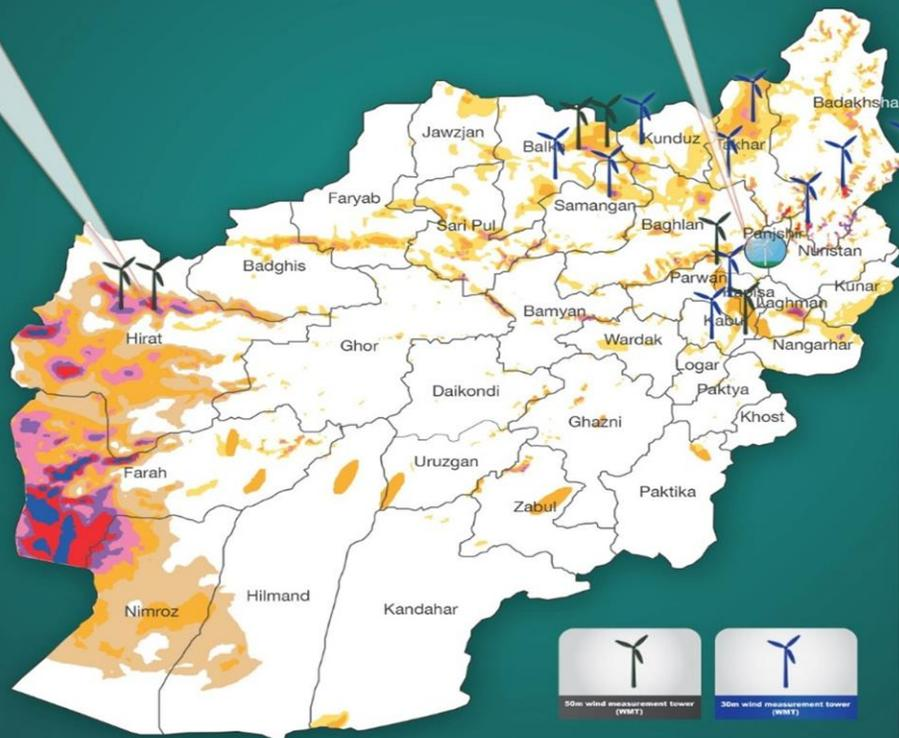 Badakhsha
Jawzjan
Balkh
Kunduz
Takhar
Faryab
Samangan
Sari Pul
Baghlan
Panjshir
Nuristan
Badghis
Parwan
Kapisa
Kunar
Laghman
Bamyan
Kabul
Hirat
Ghor
Wardak
Nangarhar
Logar
Daikondi
Paktya
Khost
Ghazni
Uruzgan
Farah
Paktika
Zabul
Hilmand
Kandahar
Nimroz
50m wind measurement tower
(WMT)
30m wind measurement tower
(WMT)